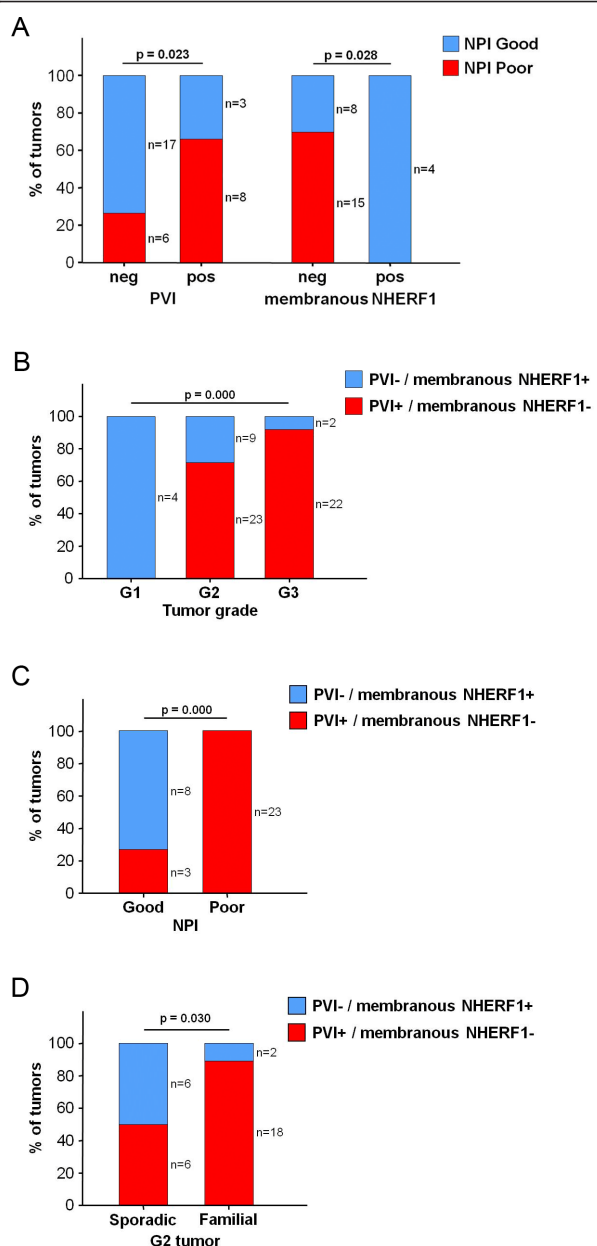 A
NPI Good
NPI Poor
p = 0.023
p = 0.028
% of tumors
100
80
60
40
20
0
n=3
n=17
n=8
n=6
n=8
n=4
n=15
neg
pos
neg
pos
PVI
membranous NHERF1
B
PVI- / membranous NHERF1+
PVI+ / membranous NHERF1-
p = 0.000
% of tumors
100
80
60
40
20
0
n=4
n=9
n=23
n=2
n=22
G1
G2
G3
Tumor grade
C
PVI- / membranous NHERF1+
PVI+ / membranous NHERF1-
p = 0.000
% of tumors
100
80
60
40
20
0
n=8
n=3
n=23
Good
Poor
NPI
D
PVI- / membranous NHERF1+
PVI+ / membranous NHERF1-
p = 0.030
% of tumors
100
80
60
40
20
0
n=6
n=6
n=2
n=18
Sporadic
Familial
G2 tumor